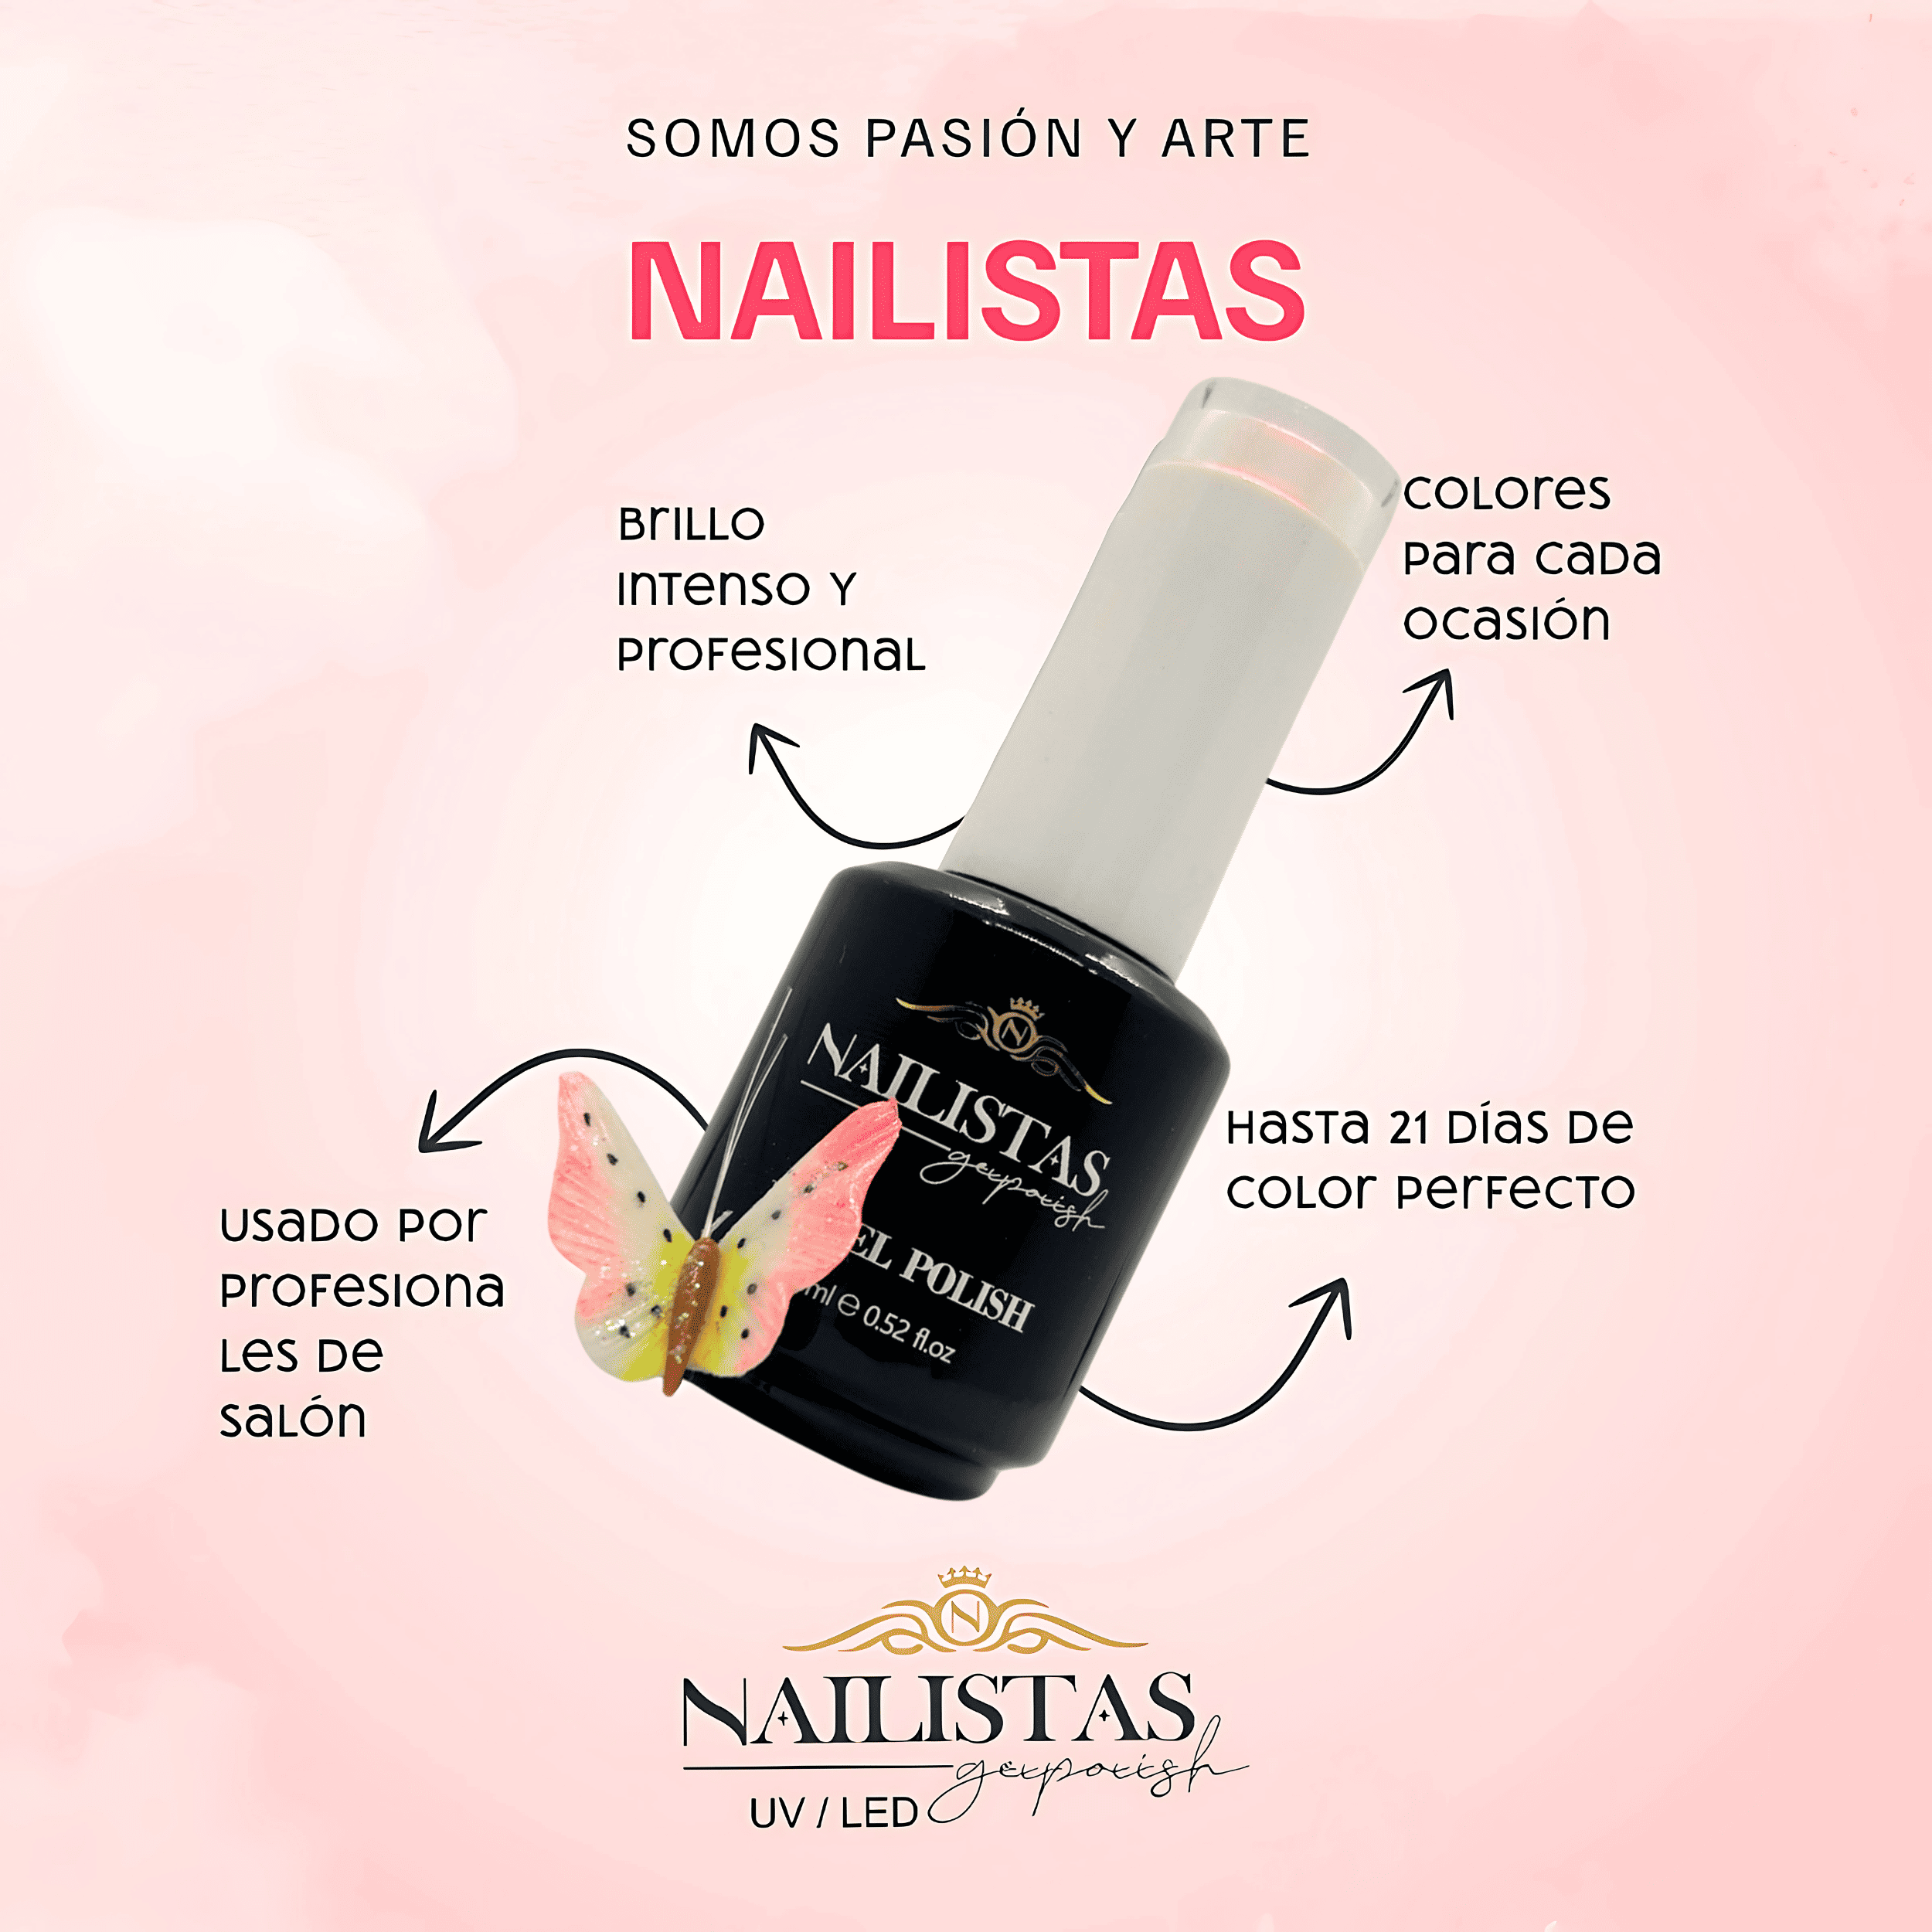 SOMOS PASIÓN Y ARTE
NAILISTAS
Brillo
intenso y
profesional
Colores
para cada
ocasión
NAILISTAS
gelpolish
EL POLISH
ml e 0.52 fl.oz
Hasta 21 días de
color perfecto
Usado por
profesiona
les de
salón
N
NAILISTAS
gelpolish
UV / LED